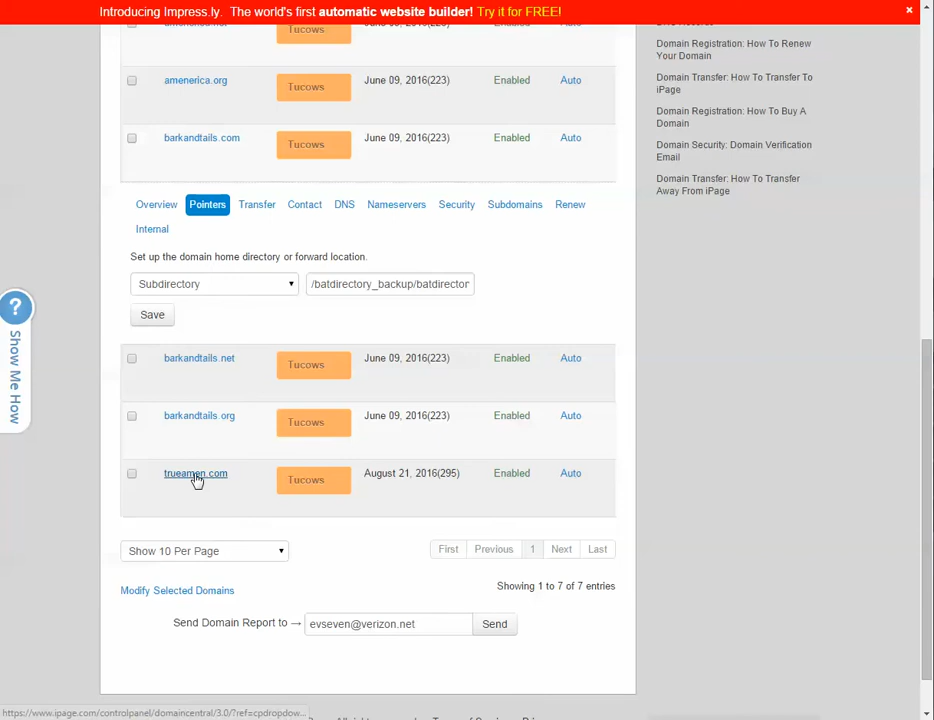 Introducing Impress.ly. The world's first automatic website builder! Try it for FREE! ×
Tucows
Domain Registration: How To Renew
Your Domain
amenerica.org Tucows June 09, 2016(223) Enabled Auto
Domain Transfer: How To Transfer To
iPage
Domain Registration: How To Buy A
Domain
barkandtails.com Tucows June 09, 2016(223) Enabled Auto
Domain Security: Domain Verification
Email
Domain Transfer: How To Transfer
Away From iPage
Overview Pointers Transfer Contact DNS Nameservers Security Subdomains Renew
Internal
Set up the domain home directory or forward location.
Subdirectory /batdirectory_backup/batdirector
Save
? Show Me How
barkandtails.net Tucows June 09, 2016(223) Enabled Auto
barkandtails.org Tucows June 09, 2016(223) Enabled Auto
trueamen.com Tucows August 21, 2016(295) Enabled Auto
Show 10 Per Page First Previous 1 Next Last
Modify Selected Domains Showing 1 to 7 of 7 entries
Send Domain Report to → evseven@verizon.net Send
https://www.ipage.com/controlpanel/domaincentral/3.0/?ref=cpdropdow...